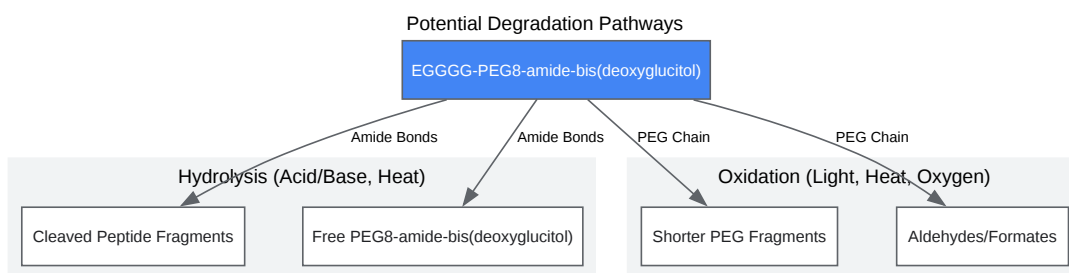 Potential Degradation Pathways
EGGGG-PEG8-amide-bis(deoxyglucitol)
Amide Bonds
Amide Bonds
PEG Chain
PEG Chain
Hydrolysis (Acid/Base, Heat)
Oxidation (Light, Heat, Oxygen)
Cleaved Peptide Fragments
Free PEG8-amide-bis(deoxyglucitol)
Shorter PEG Fragments
Aldehydes/Formates